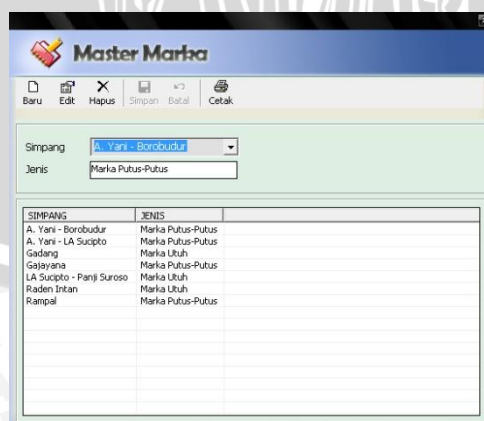 Master Marka
Baru Edit Hapus Simpan Batal Cetak
Simpang A. Yani - Borobudur
Jenis Marka Putus-Putus
SIMPANG JENIS
A. Yani - Borobudur Marka Putus-Putus
A. Yani - LA Sucipto Marka Putus-Putus
Gadang Marka Utuh
Gajayana Marka Putus-Putus
LA Sucipto - Panji Suroso Marka Utuh
Raden Intan Marka Utuh
Rampal Marka Putus-Putus